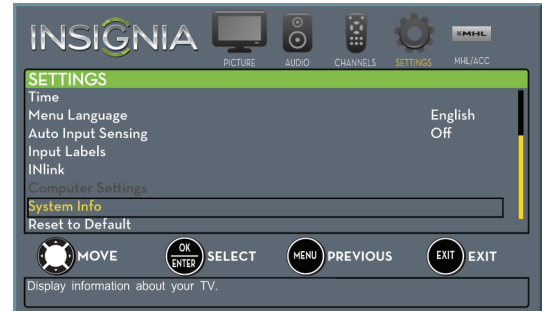 INSIGNIA
PICTURE AUDIO CHANNELS SETTINGS MHL MHL/ACC
SETTINGS
Time
Menu Language English
Auto Input Sensing Off
Input Labels
INlink
Computer Settings
System Info
Reset to Default
MOVE OK ENTER SELECT MENU PREVIOUS EXIT EXIT
Display information about your TV.